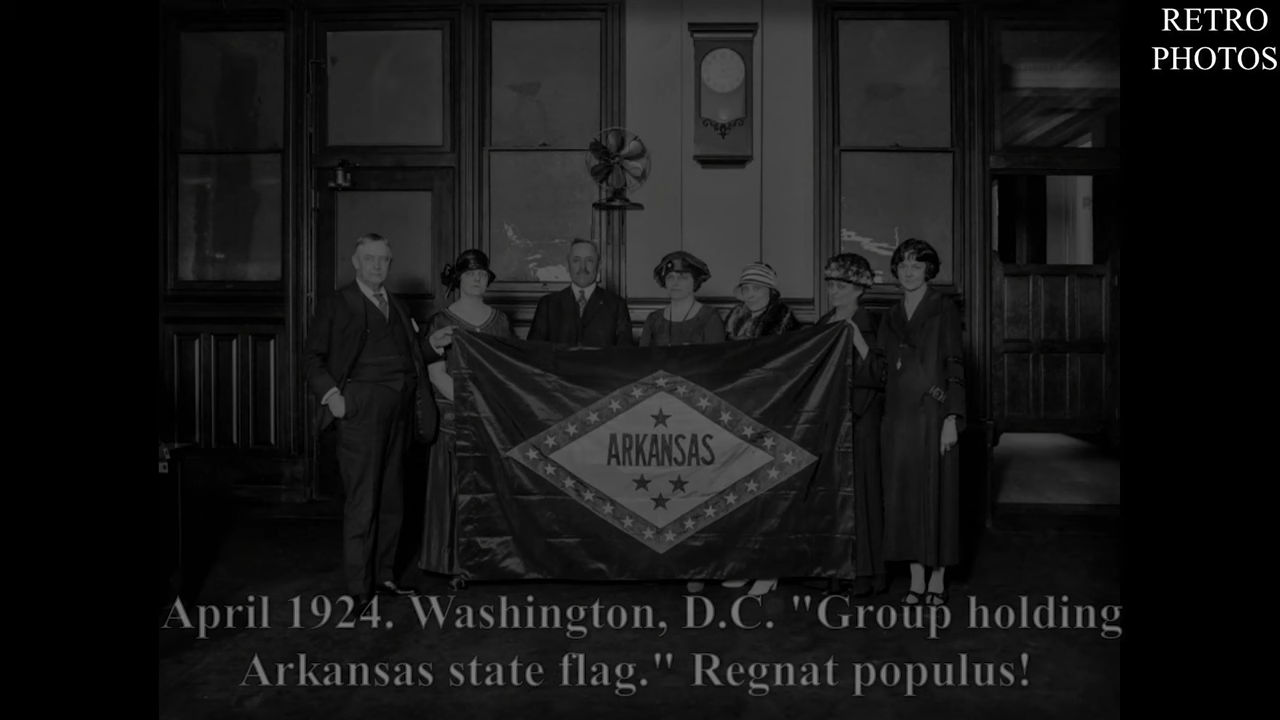 RETRO
PHOTOS
ARKANSAS
April 1924. Washington, D.C. "Group holding
Arkansas state flag." Regnat populus!